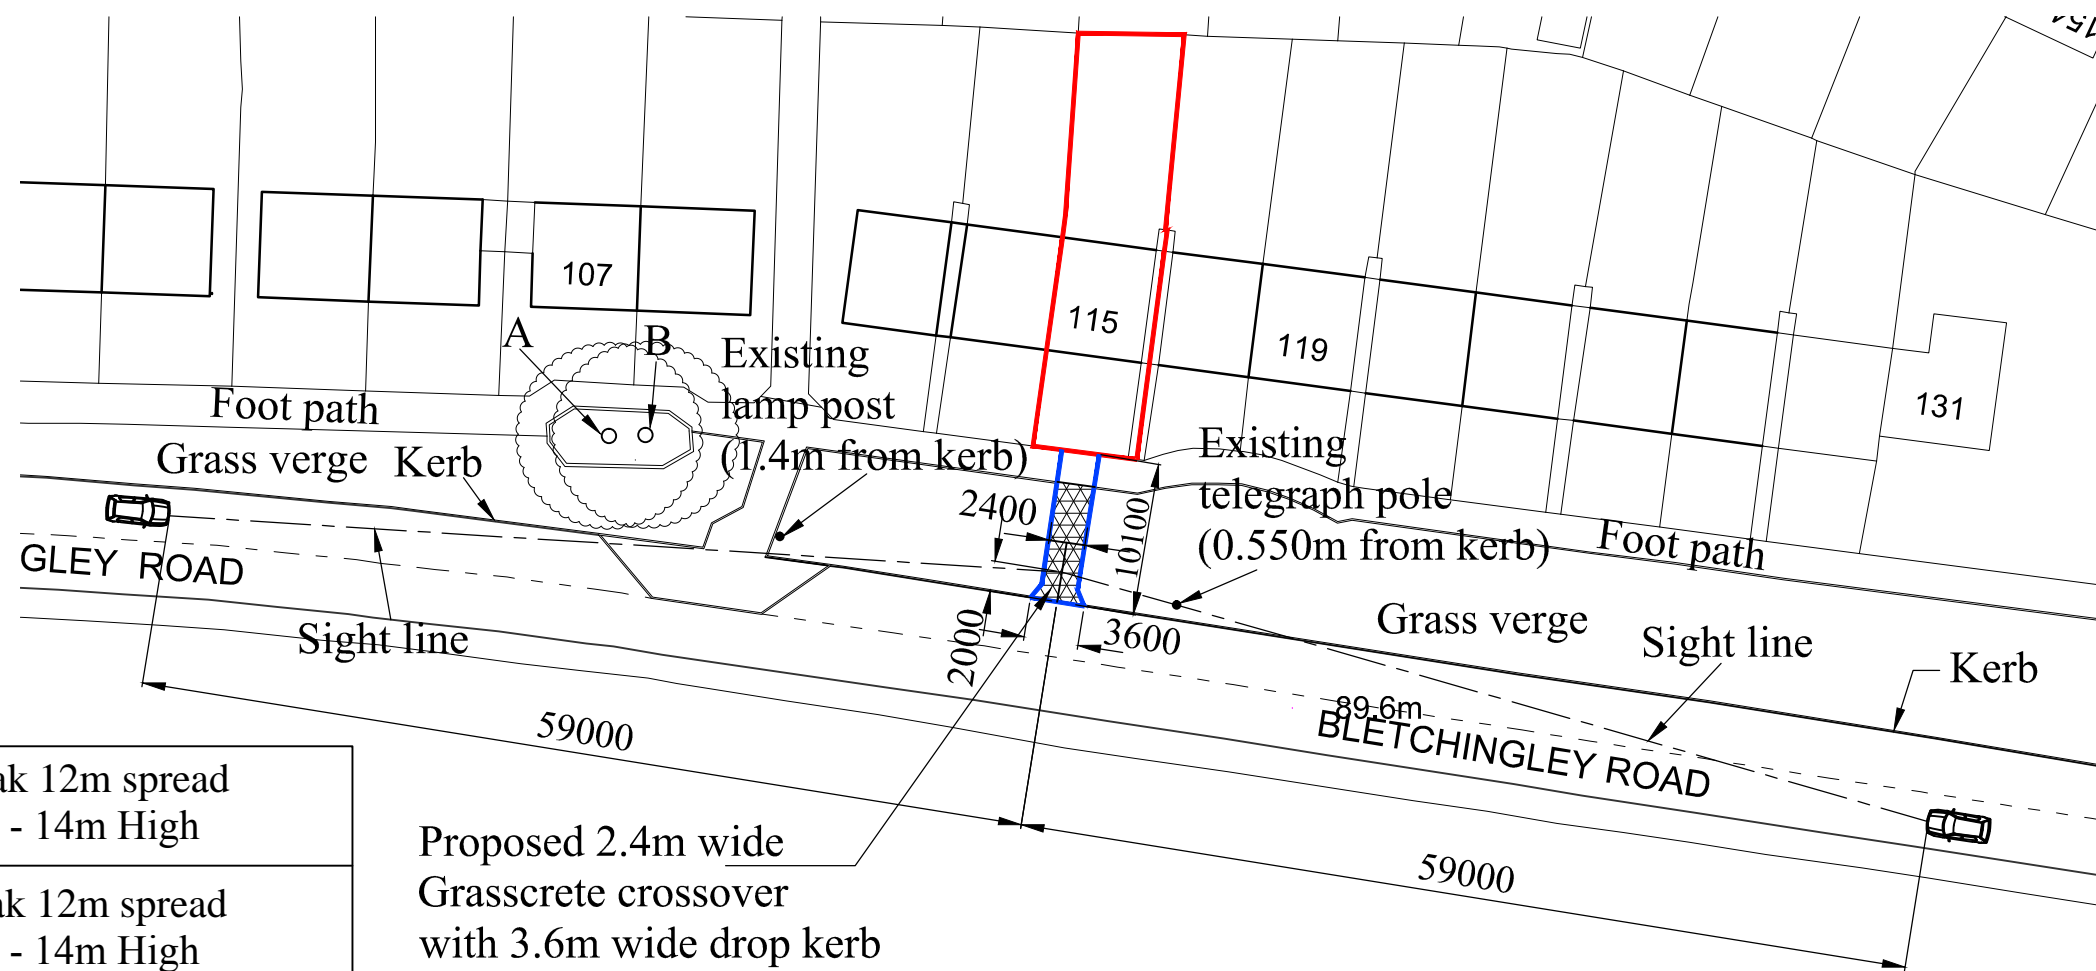 154
107
115
119
131
A
B
Existing
lamp post
(1.4m from kerb)
Foot path
Grass verge
Kerb
Existing
telegraph pole
(0.550m from kerb)
Foot path
2400
10100
GLEY ROAD
Sight line
2000
3600
Grass verge
Sight line
Kerb
89.6m
BLETCHINGLEY ROAD
59000
59000
ak 12m spread
- 14m High
ak 12m spread
- 14m High
Proposed 2.4m wide
Grasscrete crossover
with 3.6m wide drop kerb